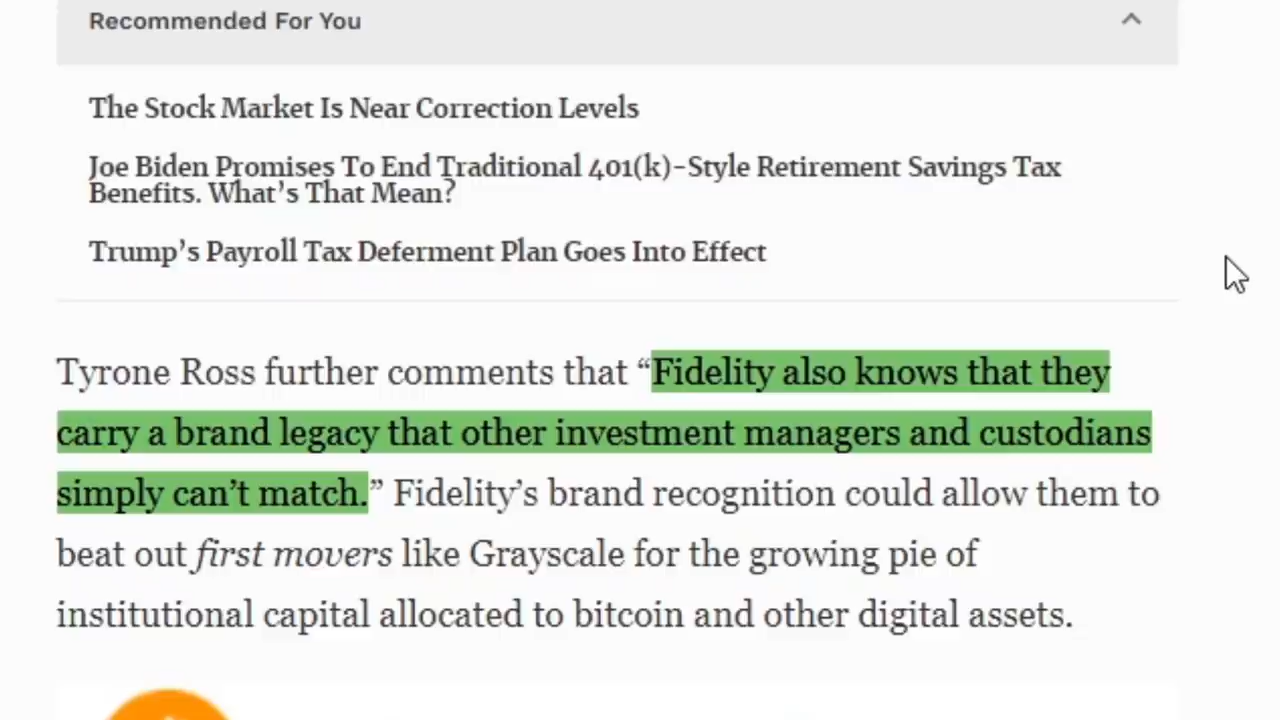 Recommended For You
The Stock Market Is Near Correction Levels
Joe Biden Promises To End Traditional 401(k)-Style Retirement Savings Tax
Benefits. What’s That Mean?
Trump’s Payroll Tax Deferment Plan Goes Into Effect
Tyrone Ross further comments that “Fidelity also knows that they
carry a brand legacy that other investment managers and custodians
simply can’t match.” Fidelity’s brand recognition could allow them to
beat out first movers like Grayscale for the growing pie of
institutional capital allocated to bitcoin and other digital assets.